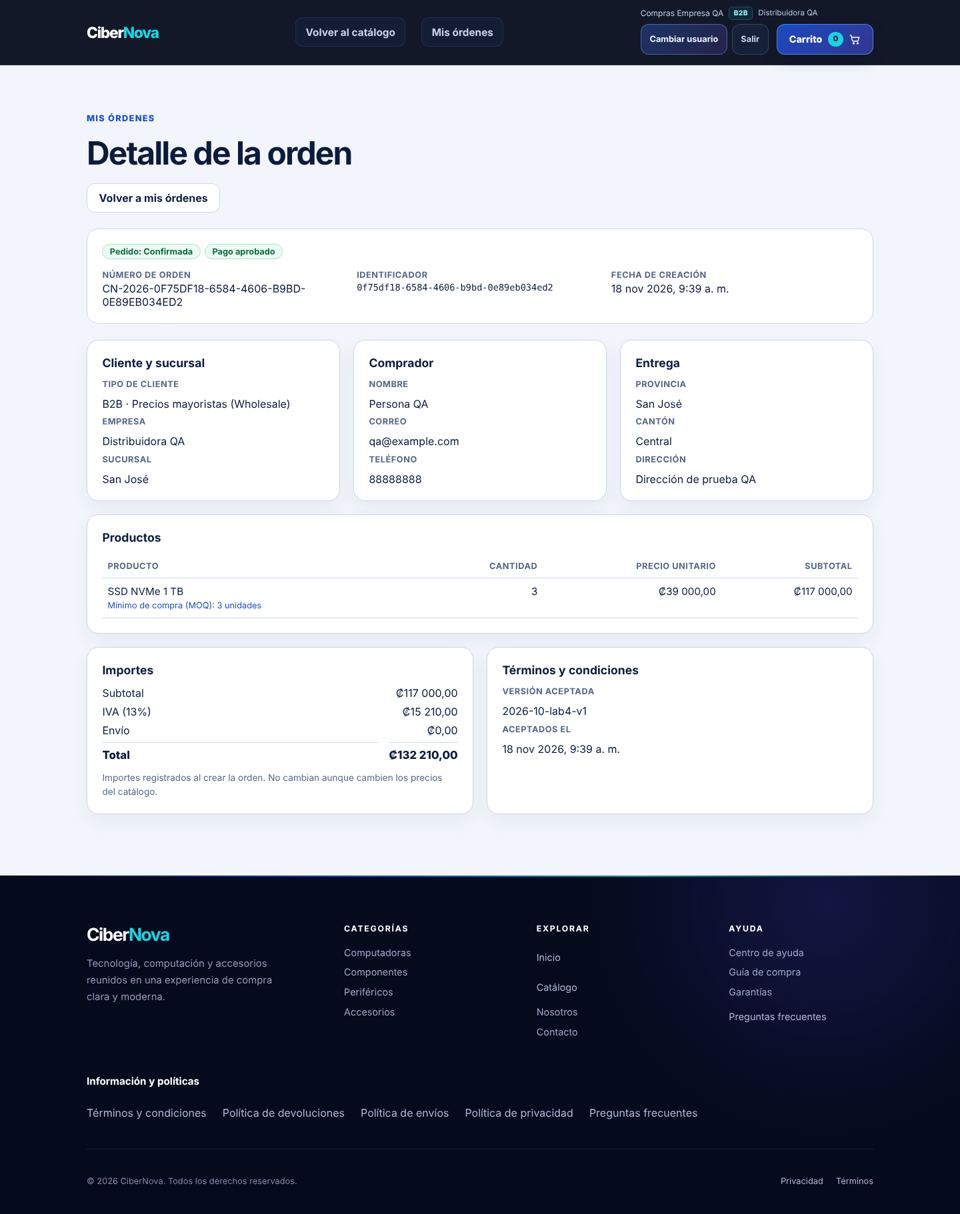 CiberNova
Volver al catálogo
Mis órdenes
Compras Empresa QA B2B Distribuidora QA
Cambiar usuario
Salir
Carrito 0
MIS ÓRDENES
Detalle de la orden
Volver a mis órdenes
Pedido: Confirmada Pago aprobado
NÚMERO DE ORDEN
CN-2026-0F75DF18-6584-4606-B9BD-
0E89EB034ED2
IDENTIFICADOR
0f75df18-6584-4606-b9bd-0e89eb034ed2
FECHA DE CREACIÓN
18 nov 2026, 9:39 a. m.
Cliente y sucursal
TIPO DE CLIENTE
B2B · Precios mayoristas (Wholesale)
EMPRESA
Distribuidora QA
SUCURSAL
San José
Comprador
NOMBRE
Persona QA
CORREO
qa@example.com
TELÉFONO
88888888
Entrega
PROVINCIA
San José
CANTÓN
Central
DIRECCIÓN
Dirección de prueba QA
Productos
PRODUCTO CANTIDAD PRECIO UNITARIO SUBTOTAL
SSD NVMe 1 TB 3 ₡39 000,00 ₡117 000,00
Mínimo de compra (MOQ): 3 unidades
Importes
Subtotal ₡117 000,00
IVA (13%) ₡15 210,00
Envío ₡0,00
Total ₡132 210,00
Importes registrados al crear la orden. No cambian aunque cambien los precios
del catálogo.
Términos y condiciones
VERSIÓN ACEPTADA
2026-10-lab4-v1
ACEPTADOS EL
18 nov 2026, 9:39 a. m.
CiberNova
Tecnología, computación y accesorios
reunidos en una experiencia de compra
clara y moderna.
CATEGORÍAS
Computadoras
Componentes
Periféricos
Accesorios
EXPLORAR
Inicio
Catálogo
Nosotros
Contacto
AYUDA
Centro de ayuda
Guía de compra
Garantías
Preguntas frecuentes
Información y políticas
Términos y condiciones Política de devoluciones Política de envíos Política de privacidad Preguntas frecuentes
© 2026 CiberNova. Todos los derechos reservados.
Privacidad Términos